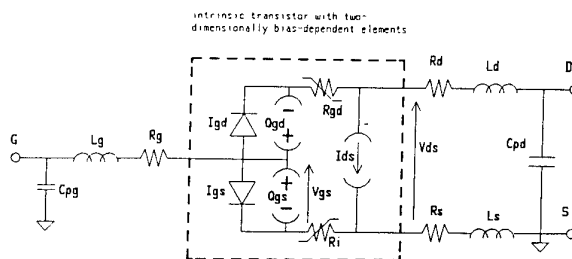 intrinsic transistor with two-
dimensionally bias-dependent elements
Rd
Ld
D
Igd
Qgd
Rgd
G
Lg
Rg
Ids
Vds
Cpd
Cpg
Igs
Qgs
Vgs
Ri
Rs
Ls
S